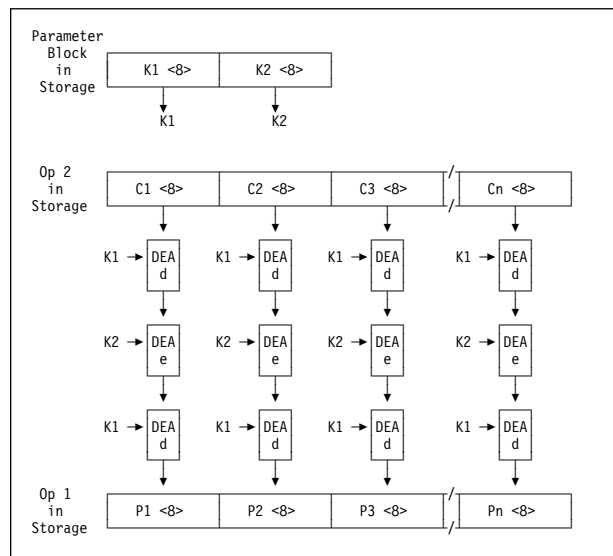 Parameter
Block
in
Storage
K1 <8> K2 <8>
K1 K2
Op 2
in
Storage
C1 <8> C2 <8> C3 <8> / Cn <8>
/
K1 DEA K1 DEA K1 DEA K1 DEA
d d d d
K2 DEA K2 DEA K2 DEA K2 DEA
e e e e
K1 DEA K1 DEA K1 DEA K1 DEA
d d d d
Op 1
in
Storage
P1 <8> P2 <8> P3 <8> / Pn <8>
/